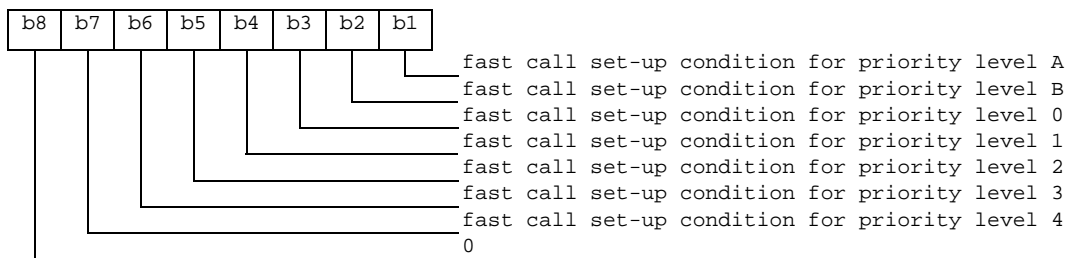 b8 b7 b6 b5 b4 b3 b2 b1
fast call set-up condition for priority level A
fast call set-up condition for priority level B
fast call set-up condition for priority level 0
fast call set-up condition for priority level 1
fast call set-up condition for priority level 2
fast call set-up condition for priority level 3
fast call set-up condition for priority level 4
0